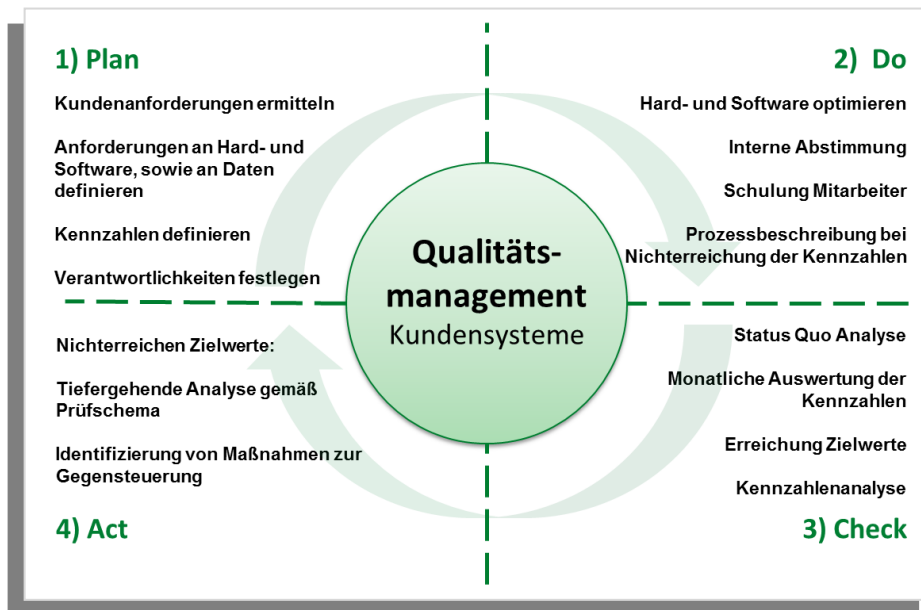 1) Plan
Kundenanforderungen ermitteln
Anforderungen an Hard- und
Software, sowie an Daten
definieren
Kennzahlen definieren
Verantwortlichkeiten festlegen
2) Do
Hard- und Software optimieren
Interne Abstimmung
Schulung Mitarbeiter
Prozessbeschreibung bei
Nichterreichung der Kennzahlen
Qualitäts-
management
Kundensysteme
Status Quo Analyse
Monatliche Auswertung der
Kennzahlen
Erreichung Zielwerte
Kennzahlenanalyse
3) Check
Nichterreichen Zielwerte:
Tiefergehende Analyse gemäß
Prüfschema
Identifizierung von Maßnahmen zur
Gegensteuerung
4) Act